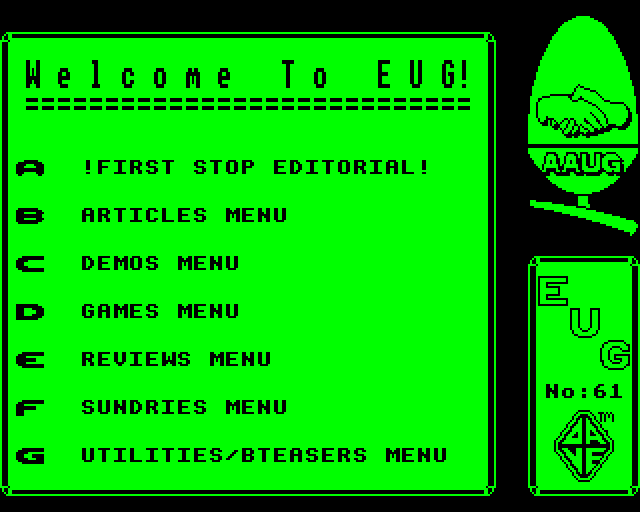 Welcome To EUG!
A !FIRST STOP EDITORIAL!
B ARTICLES MENU
C DEMOS MENU
D GAMES MENU
E REVIEWS MENU
F SUNDRIES MENU
G UTILITIES/BTEASERS MENU
AAUG
EUG
No:61
TM